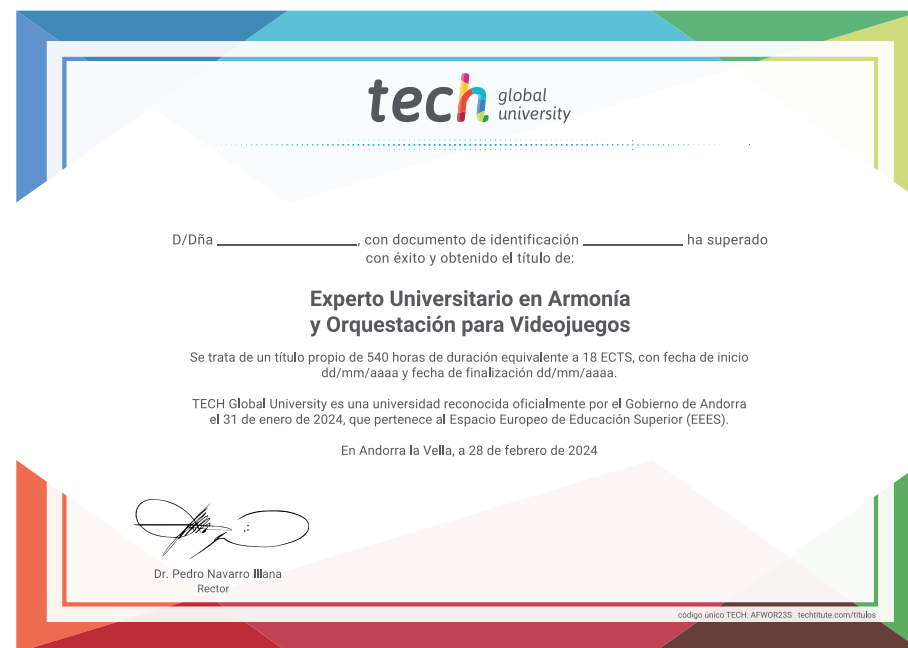 tech global
university
D/Dña ____________, con documento de identificación ____________ ha superado
con éxito y obtenido el título de:
Experto Universitario en Armonía
y Orquestación para Videojuegos
Se trata de un título propio de 540 horas de duración equivalente a 18 ECTS, con fecha de inicio
dd/mm/aaaa y fecha de finalización dd/mm/aaaa.
TECH Global University es una universidad reconocida oficialmente por el Gobierno de Andorra
el 31 de enero de 2024, que pertenece al Espacio Europeo de Educación Superior (EEES).
En Andorra la Vella, a 28 de febrero de 2024
Dr. Pedro Navarro Illana
Rector
código único TECH: AFWOR23S techtitute.com/titulos